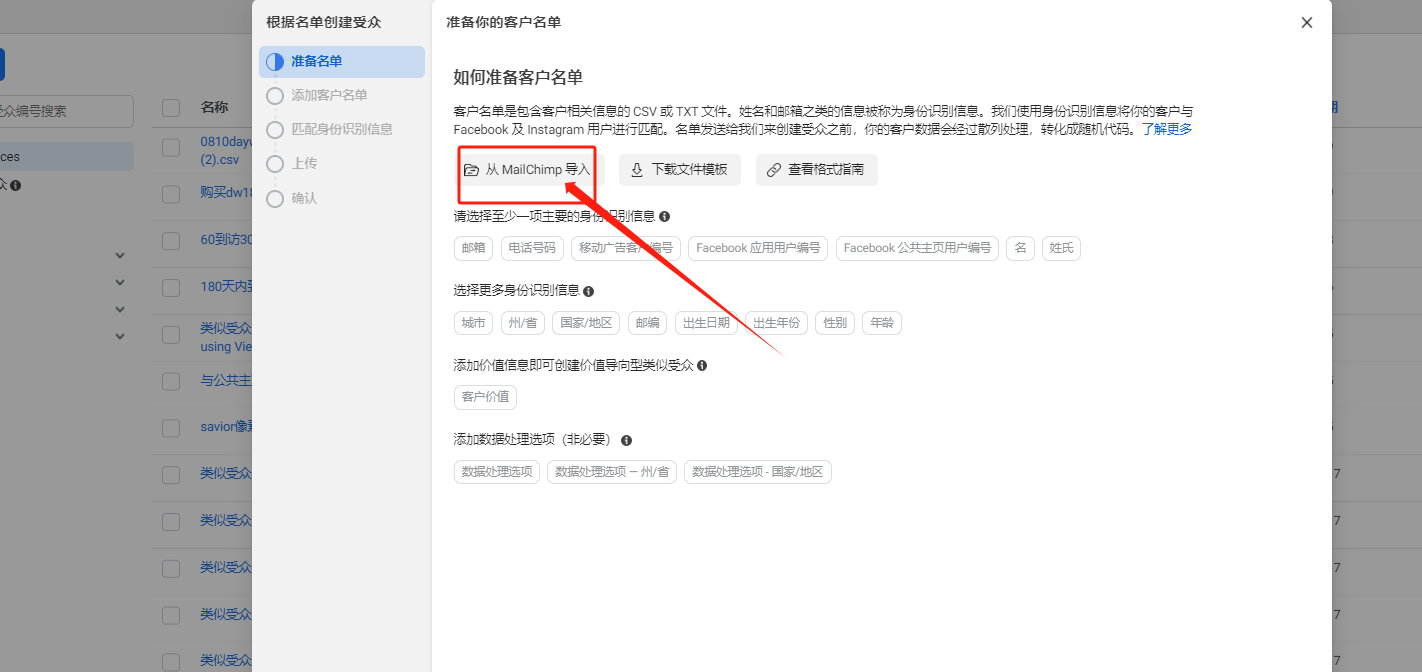 根据名单创建受众
准备名单
添加客户名单
匹配身份识别信息
上传
确认
准备你的客户名单
如何准备客户名单
客户名单是包含客户相关信息的 CSV 或 TXT 文件。姓名和邮箱之类的信息被称为身份识别信息。我们使用身份识别信息将你的客户与
Facebook 及 Instagram 用户进行匹配。名单发送给我们来创建受众之前，你的客户数据会经过散列处理，转化成随机代码。了解更多
从 MailChimp 导入 下载文件模板 查看格式指南
请选择至少一项主要的身份识别信息
邮箱 电话号码 移动广告客户编号 Facebook 应用用户编号 Facebook 公共主页用户编号 名 姓氏
选择更多身份识别信息
城市 州/省 国家/地区 邮编 出生日期 出生年份 性别 年龄
添加价值信息即可创建价值导向型类似受众
客户价值
添加数据处理选项（非必要）
数据处理选项 数据处理选项 – 州/省 数据处理选项 - 国家/地区
众编号搜索
ces
众
名称
0810day
(2).csv
购买dw18
60到访30
180天内到
类似受众
using Vie
与公共主
savior像素
类似受众
类似受众
类似受众
类似受众
类似受众
期
7
7
7
7
7